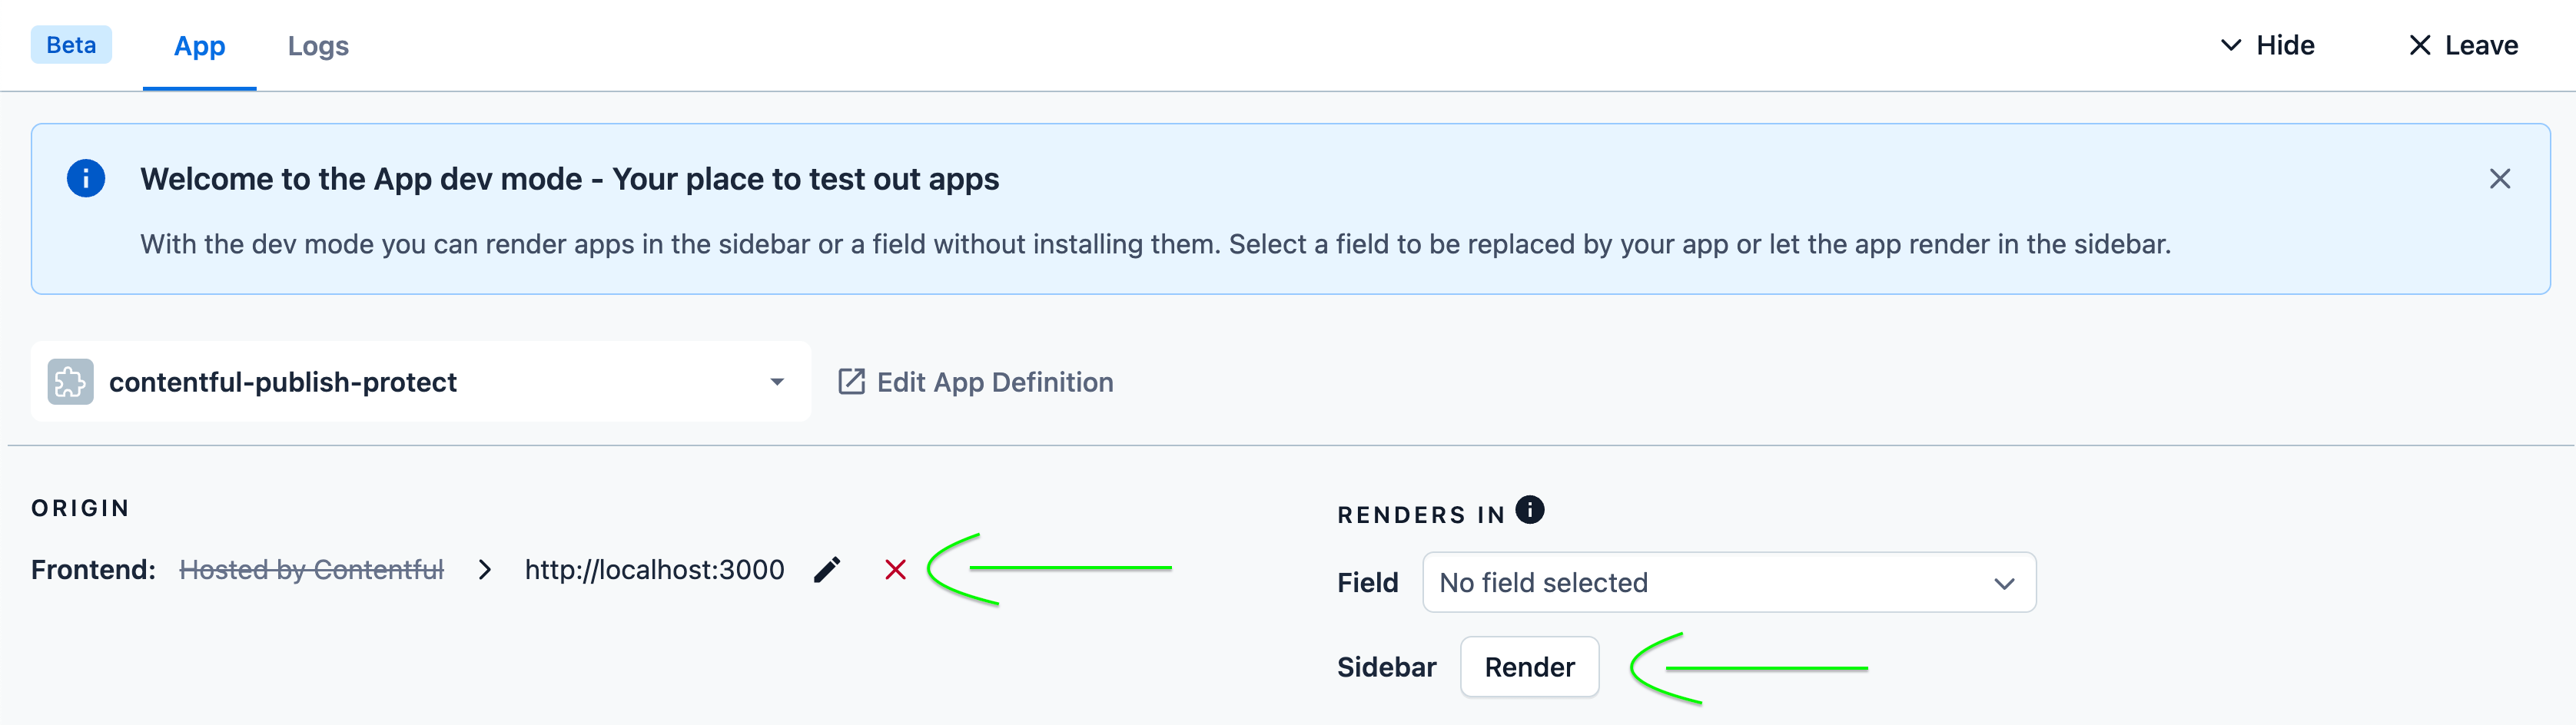 Beta App Logs Hide Leave
Welcome to the App dev mode - Your place to test out apps
With the dev mode you can render apps in the sidebar or a field without installing them. Select a field to be replaced by your app or let the app render in the sidebar.
contentful-publish-protect Edit App Definition
ORIGIN
Frontend: Hosted by Contentful > http://localhost:3000
RENDERS IN
Field No field selected
Sidebar Render